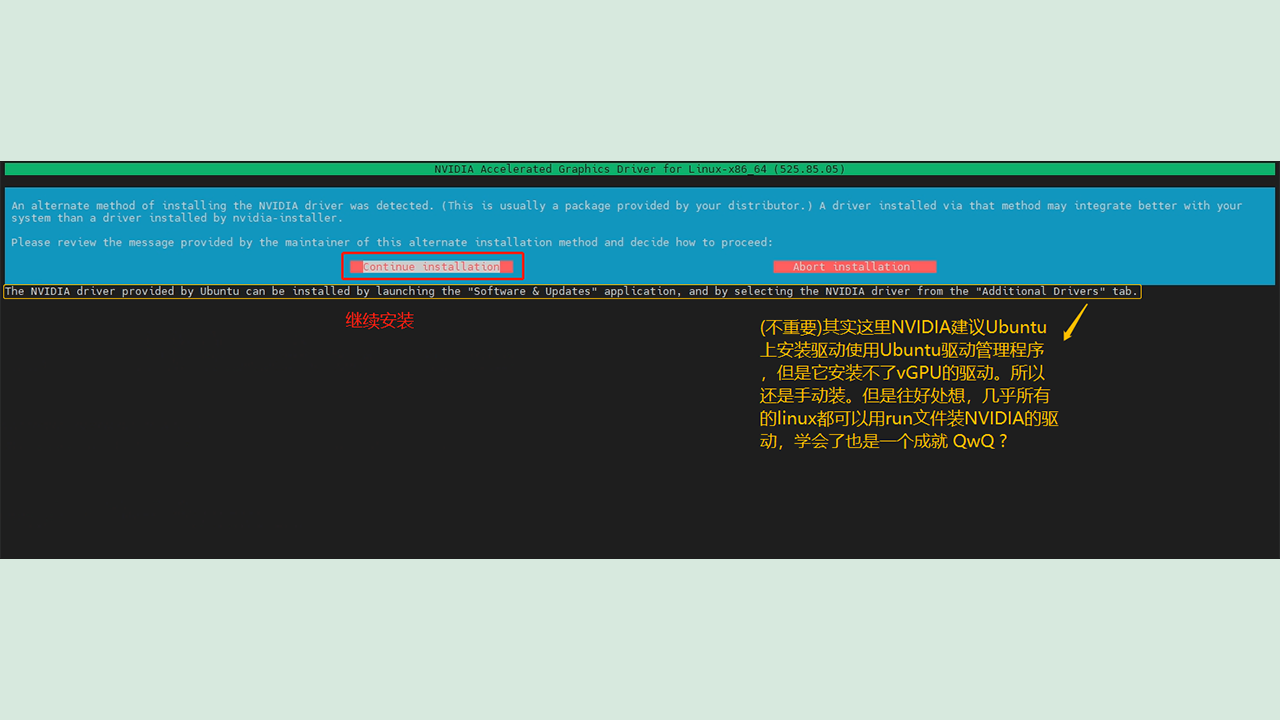 NVIDIA Accelerated Graphics Driver for Linux-x86_64 (525.85.05)
An alternate method of installing the NVIDIA driver was detected. (This is usually a package provided by your distributor.) A driver installed via that method may integrate better with your
system than a driver installed by nvidia-installer.
Please review the message provided by the maintainer of this alternate installation method and decide how to proceed:
Continue installation
Abort installation
The NVIDIA driver provided by Ubuntu can be installed by launching the "Software & Updates" application, and by selecting the NVIDIA driver from the "Additional Drivers" tab.
继续安装
(不重要)其实这里NVIDIA建议Ubuntu
上安装驱动使用Ubuntu驱动管理程序
，但是它安装不了vGPU的驱动。所以
还是手动装。但是往好处想，几乎所有
的linux都可以用run文件装NVIDIA的驱
动，学会了也是一个成就 QwQ？